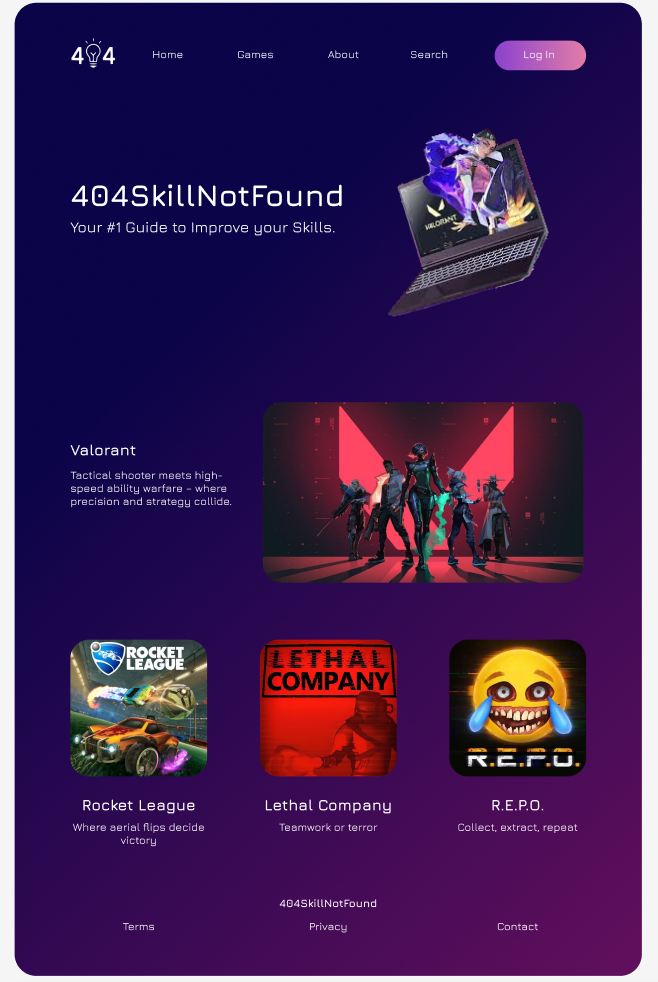 4 4
Home
Games
About
Search
Log In
404SkillNotFound
Your #1 Guide to Improve your Skills.
VALORANT
Valorant
Tactical shooter meets high-
speed ability warfare – where
precision and strategy collide.
ROCKET
LEAGUE
LETHAL
COMPANY
R.E.P.O.
Rocket League
Lethal Company
R.E.P.O.
Where aerial flips decide
victory
Teamwork or terror
Collect, extract, repeat
404SkillNotFound
Terms
Privacy
Contact